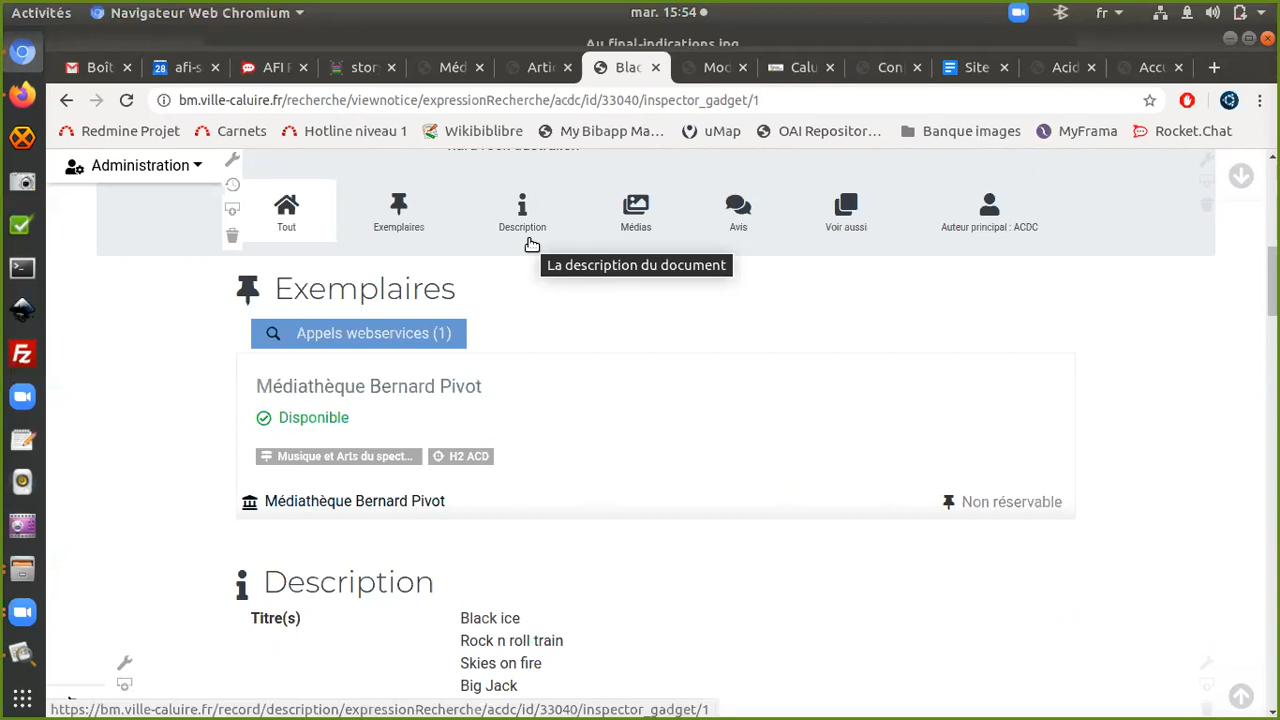 Activités Navigateur Web Chromium mar. 15:54 fr
Au final-indications.jpg
Boît afi-s AFI F stor Méd Artic Blac Moc Calu Con Site Acid Accu
bm.ville-caluire.fr/recherche/viewnotice/expressionRecherche/acdc/id/33040/inspector_gadget/1
Redmine Projet Carnets Hotline niveau 1 Wikibiblibre My Bibapp Ma... uMap OAI Repositor... Banque images MyFrama Rocket.Chat
Administration
Tout Exemplaires Description Médias Avis Voir aussi Auteur principal : ACDC
La description du document
Exemplaires
Appels webservices (1)
Médiathèque Bernard Pivot
Disponible
Musique et Arts du spect... H2 ACD
Médiathèque Bernard Pivot Non réservable
Description
Titre(s) Black ice
Rock n roll train
Skies on fire
Big Jack
https://bm.ville-caluire.fr/record/description/expressionRecherche/acdc/id/33040/inspector_gadget/1